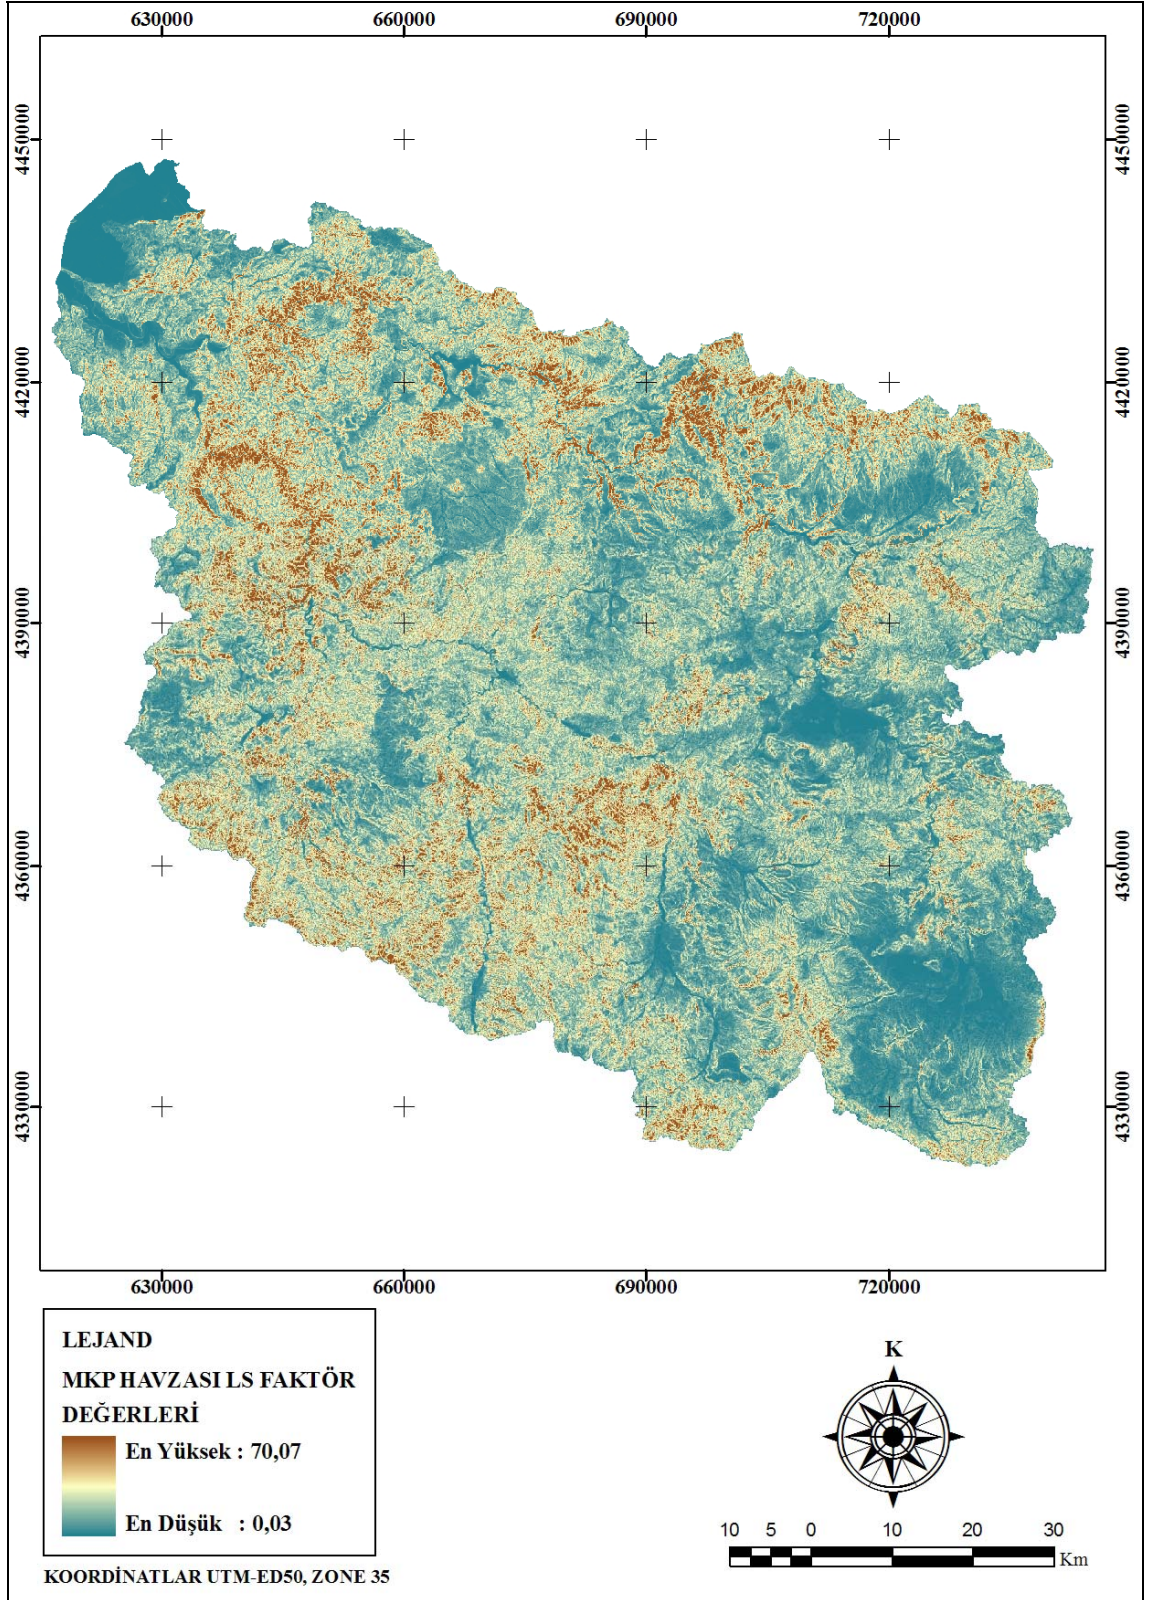 630000 660000 690000 720000
4450000 4450000
4420000 4420000
4390000 4390000
4360000 4360000
4330000 4330000
630000 660000 690000 720000
LEJAND
MKP HAVZASI LS FAKTÖR
DEĞERLERİ
En Yüksek : 70,07
En Düşük : 0,03
KOORDİNATLAR UTM-ED50, ZONE 35
K
10 5 0 10 20 30
Km